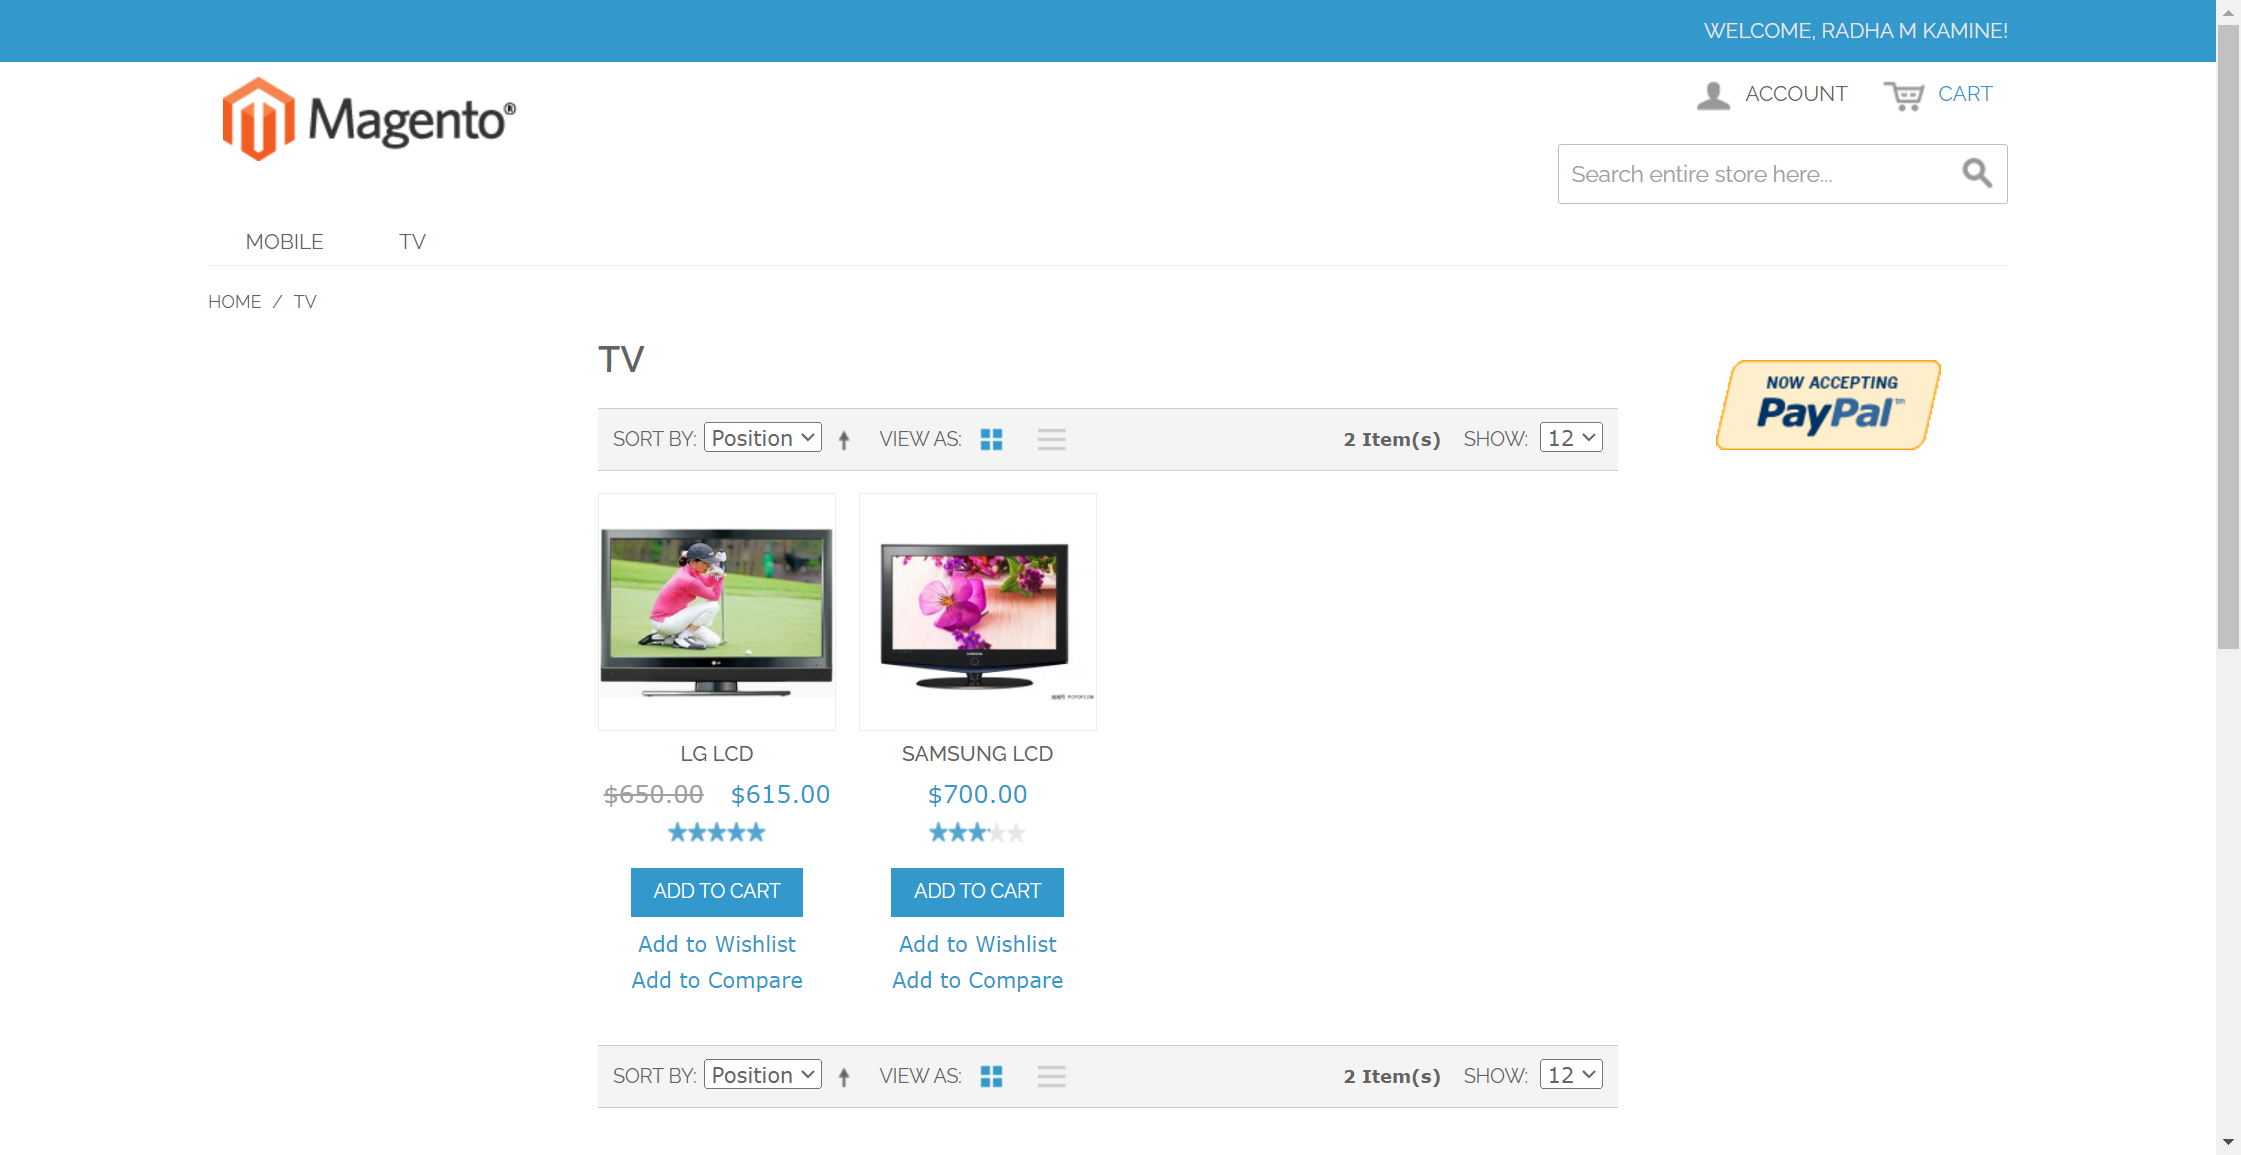 WELCOME, RADHA M KAMINE!
Magento®
ACCOUNT CART
Search entire store here...
MOBILE TV
HOME / TV
TV
NOW ACCEPTING
PayPal™
SORT BY: Position VIEW AS: 2 Item(s) SHOW: 12
LG LCD
$650.00 $615.00
ADD TO CART
Add to Wishlist
Add to Compare
SAMSUNG LCD
$700.00
ADD TO CART
Add to Wishlist
Add to Compare
SORT BY: Position VIEW AS: 2 Item(s) SHOW: 12